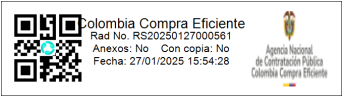 Colombia Compra Eficiente
Rad No. RS20250127000561
Anexos: No Con copia: No
Fecha: 27/01/2025 15:54:28
Agencia Nacional
de Contratación Pública
Colombia Compra Eficiente